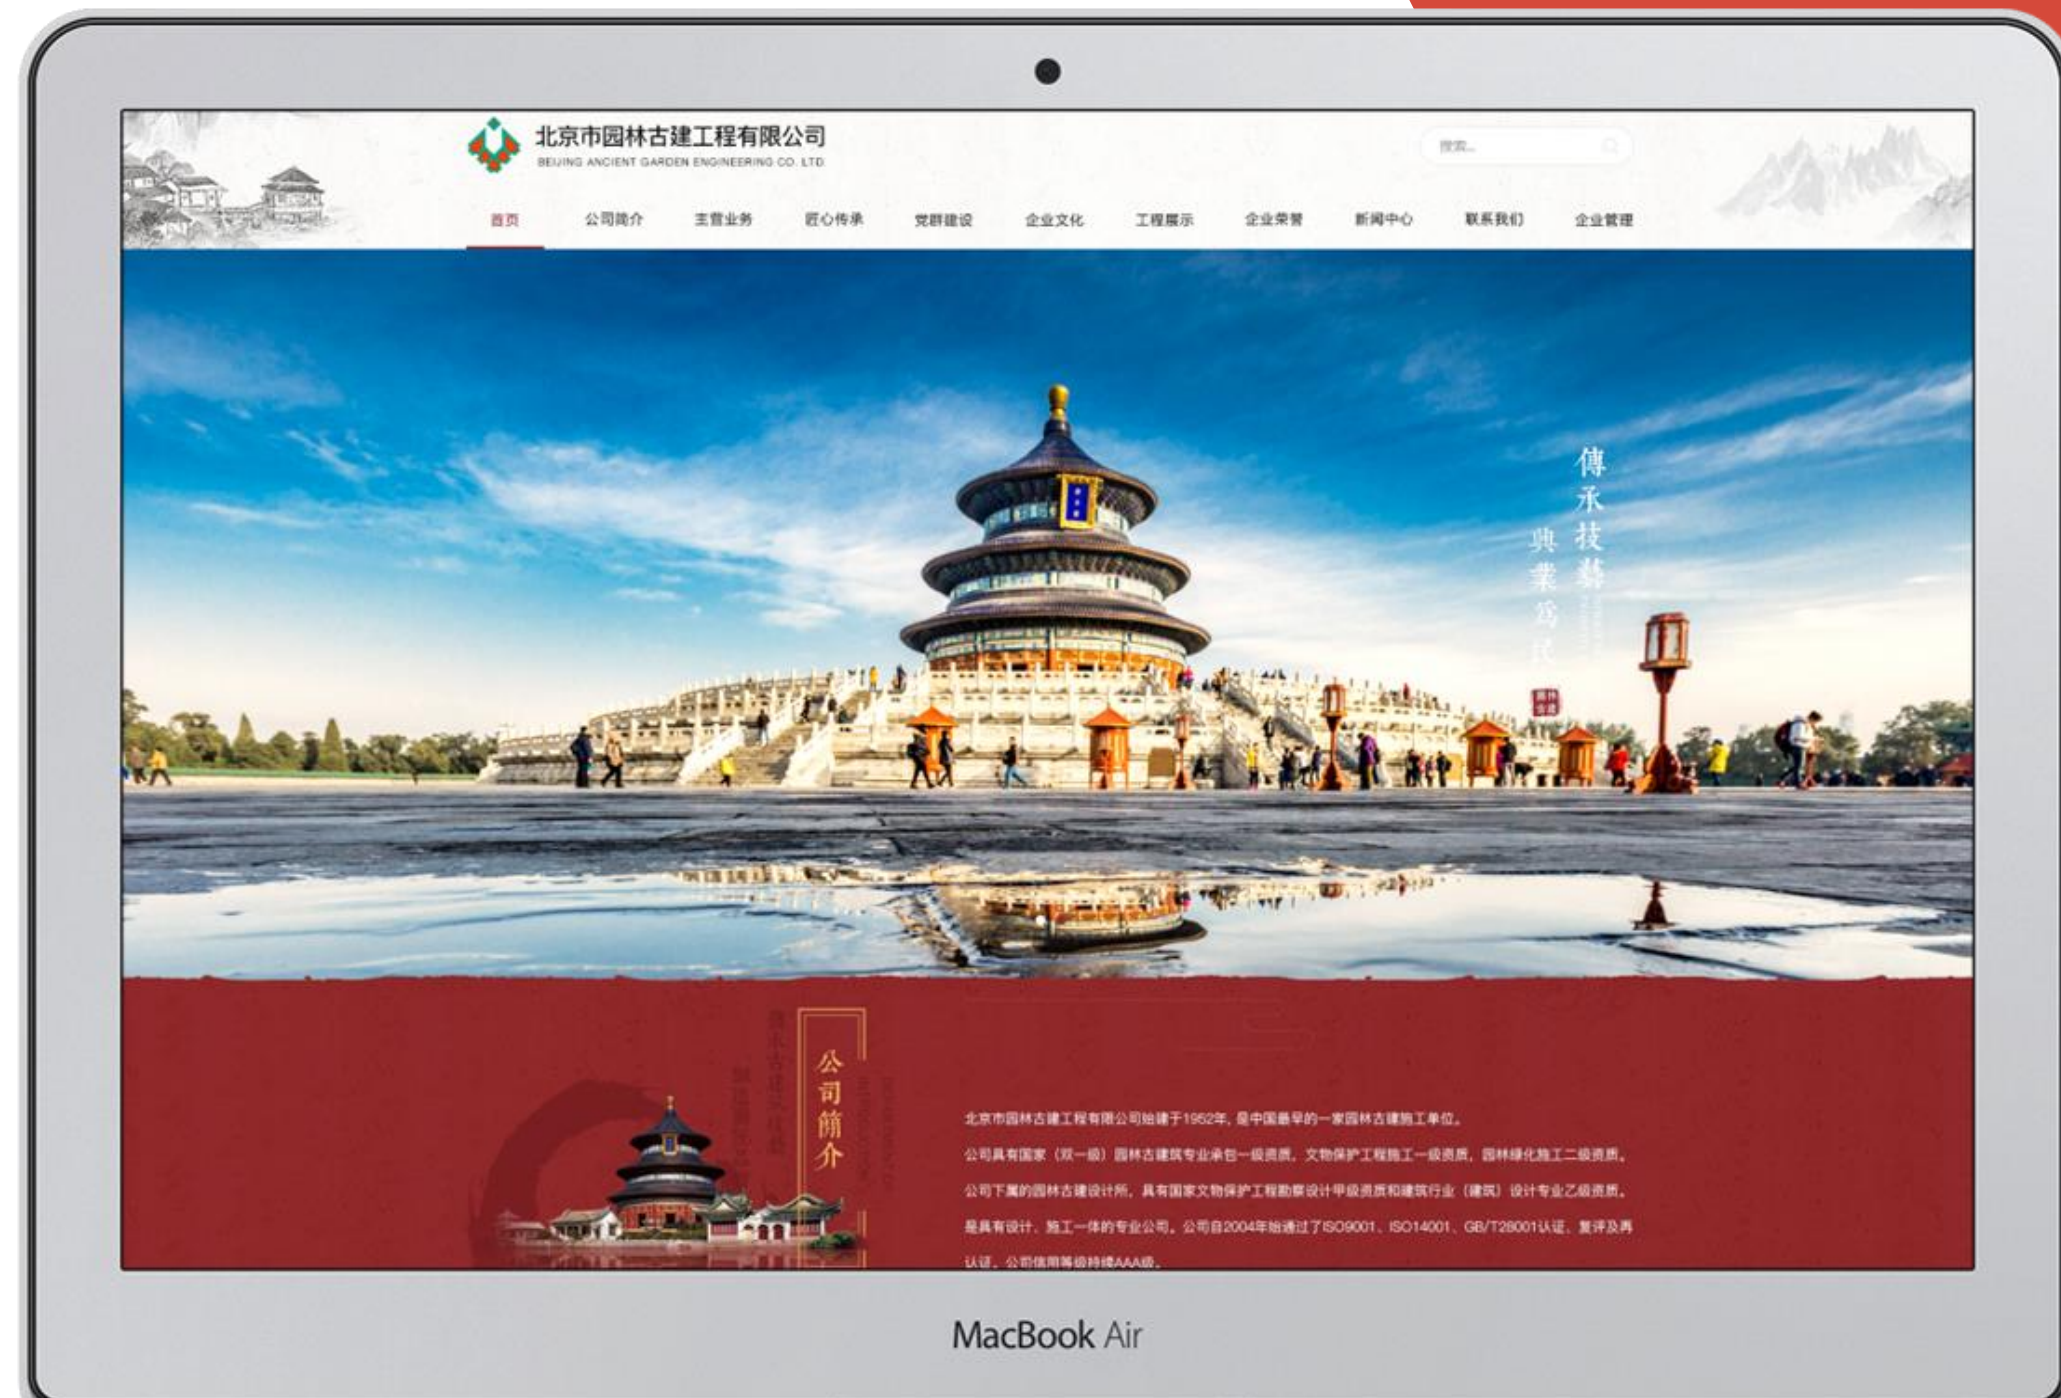 北京市园林古建工程有限公司
BEIJING ANCIENT GARDEN ENGINEERING CO. LTD.
搜索...
首页 公司简介 主营业务 匠心传承 党群建设 企业文化 工程展示 企业荣誉 新闻中心 联系我们 企业管理
傳承技藝
興業爲民
公司簡介
北京市园林古建工程有限公司始建于1952年, 是中国最早的一家园林古建施工单位。
公司具有国家（双一级）园林古建筑专业承包一级资质，文物保护工程施工一级资质，园林绿化施工二级资质。
公司下属的园林古建设计所，具有国家文物保护工程勘察设计甲级资质和建筑行业（建筑）设计专业乙级资质。
是具有设计、施工一体的专业公司。公司自2004年始通过了ISO9001、ISO14001、GB/T28001认证、复评及再
认证，公司信用等级持续AAA级。
MacBook Air